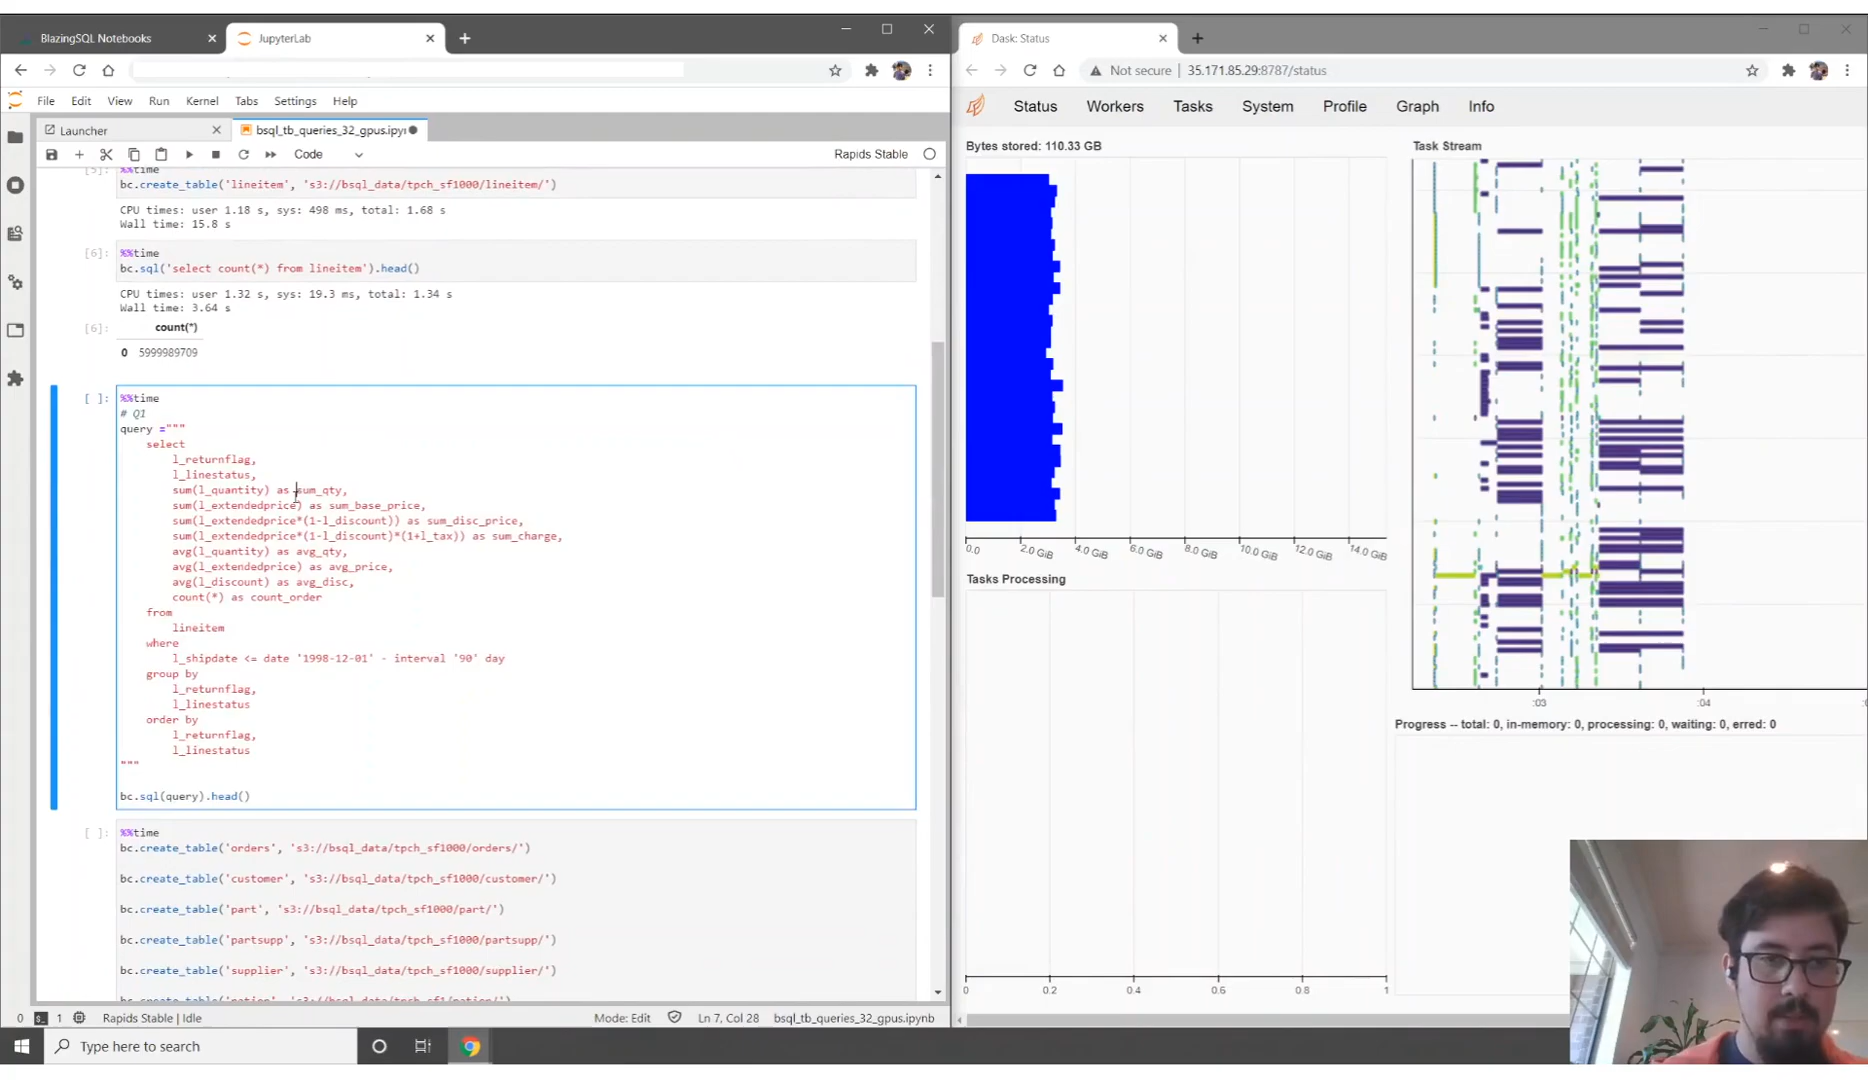 BlazingSQL Notebooks
JupyterLab
File Edit View Run Kernel Tabs Settings Help
Launcher
bsql_tb_queries_32_gpus.ipyn
Code
Rapids Stable
[5]:
%%time
bc.create_table('lineitem', 's3://bsql_data/tpch_sf1000/lineitem/')
CPU times: user 1.18 s, sys: 498 ms, total: 1.68 s
Wall time: 15.8 s
[6]:
%%time
bc.sql('select count(*) from lineitem').head()
CPU times: user 1.32 s, sys: 19.3 ms, total: 1.34 s
Wall time: 3.64 s
[6]:
count(*)
0 5999989709
[ ]:
%%time
# Q1
query ="""
select
l_returnflag,
l_linestatus,
sum(l_quantity) as sum_qty,
sum(l_extendedprice) as sum_base_price,
sum(l_extendedprice*(1-l_discount)) as sum_disc_price,
sum(l_extendedprice*(1-l_discount)*(1+l_tax)) as sum_charge,
avg(l_quantity) as avg_qty,
avg(l_extendedprice) as avg_price,
avg(l_discount) as avg_disc,
count(*) as count_order
from
lineitem
where
l_shipdate <= date '1998-12-01' - interval '90' day
group by
l_returnflag,
l_linestatus
order by
l_returnflag,
l_linestatus
"""
bc.sql(query).head()
[ ]:
%%time
bc.create_table('orders', 's3://bsql_data/tpch_sf1000/orders/')
bc.create_table('customer', 's3://bsql_data/tpch_sf1000/customer/')
bc.create_table('part', 's3://bsql_data/tpch_sf1000/part/')
bc.create_table('partsupp', 's3://bsql_data/tpch_sf1000/partsupp/')
bc.create_table('supplier', 's3://bsql_data/tpch_sf1000/supplier/')
bc.create_table('nation', 's3://bsql_data/tpch_sf1/nation/')
0 1 Rapids Stable | Idle
Mode: Edit Ln 7, Col 28 bsql_tb_queries_32_gpus.ipynb
Type here to search
Dask: Status
Not secure 35.171.85.29:8787/status
Status Workers Tasks System Profile Graph Info
Bytes stored: 110.33 GB
0.0 2.0 GiB 4.0 GiB 6.0 GiB 8.0 GiB 10.0 GiB 12.0 GiB 14.0 GiB
Tasks Processing
0 0.2 0.4 0.6 0.8 1
Task Stream
:03 :04
Progress -- total: 0, in-memory: 0, processing: 0, waiting: 0, erred: 0